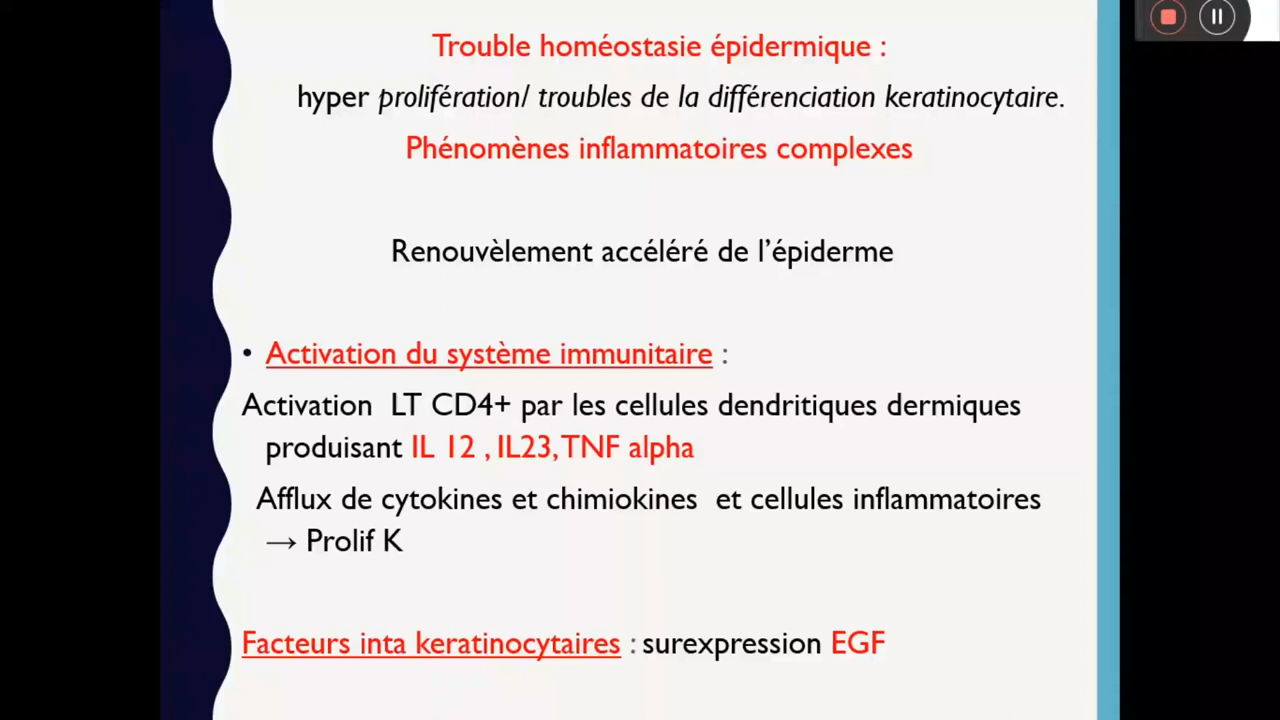 Trouble homéostasie épidermique :
hyper prolifération/ troubles de la différenciation keratinocytaire.
Phénomènes inflammatoires complexes
Renouvèlement accéléré de l’épiderme
• Activation du système immunitaire :
Activation LT CD4+ par les cellules dendritiques dermiques
produisant IL 12 , IL23, TNF alpha
Afflux de cytokines et chimiokines et cellules inflammatoires
→ Prolif K
Facteurs inta keratinocytaires : surexpression EGF